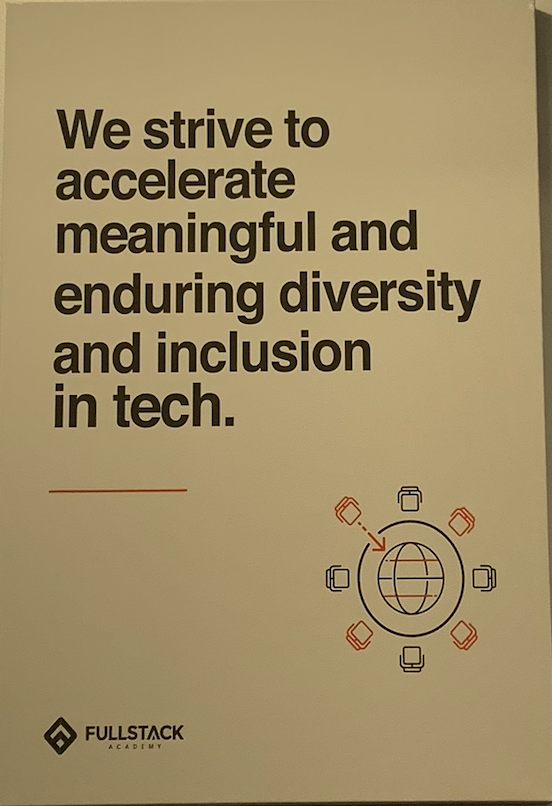 We strive to
accelerate
meaningful and
enduring diversity
and inclusion
in tech.
FULLSTACK
ACADEMY